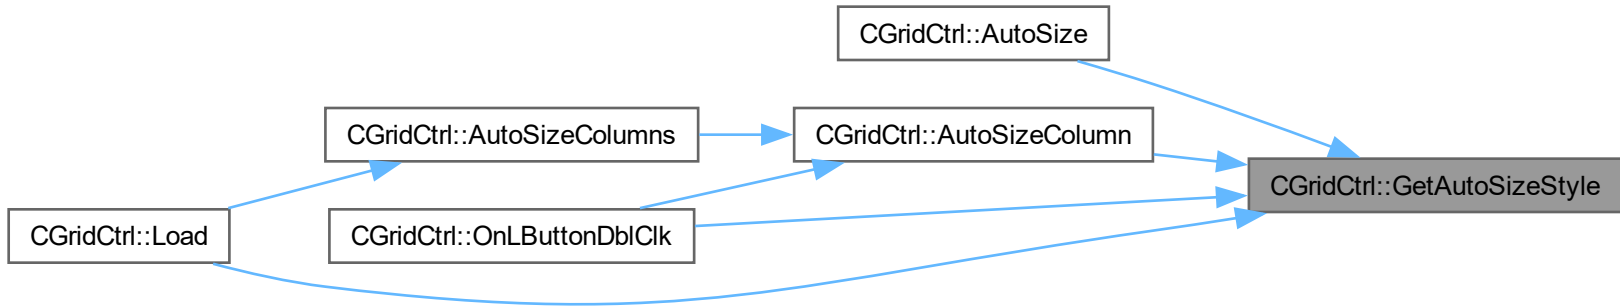 CGridCtrl::AutoSize
CGridCtrl::AutoSizeColumns
CGridCtrl::AutoSizeColumn
CGridCtrl::GetAutoSizeStyle
CGridCtrl::Load
CGridCtrl::OnLButtonDblClk